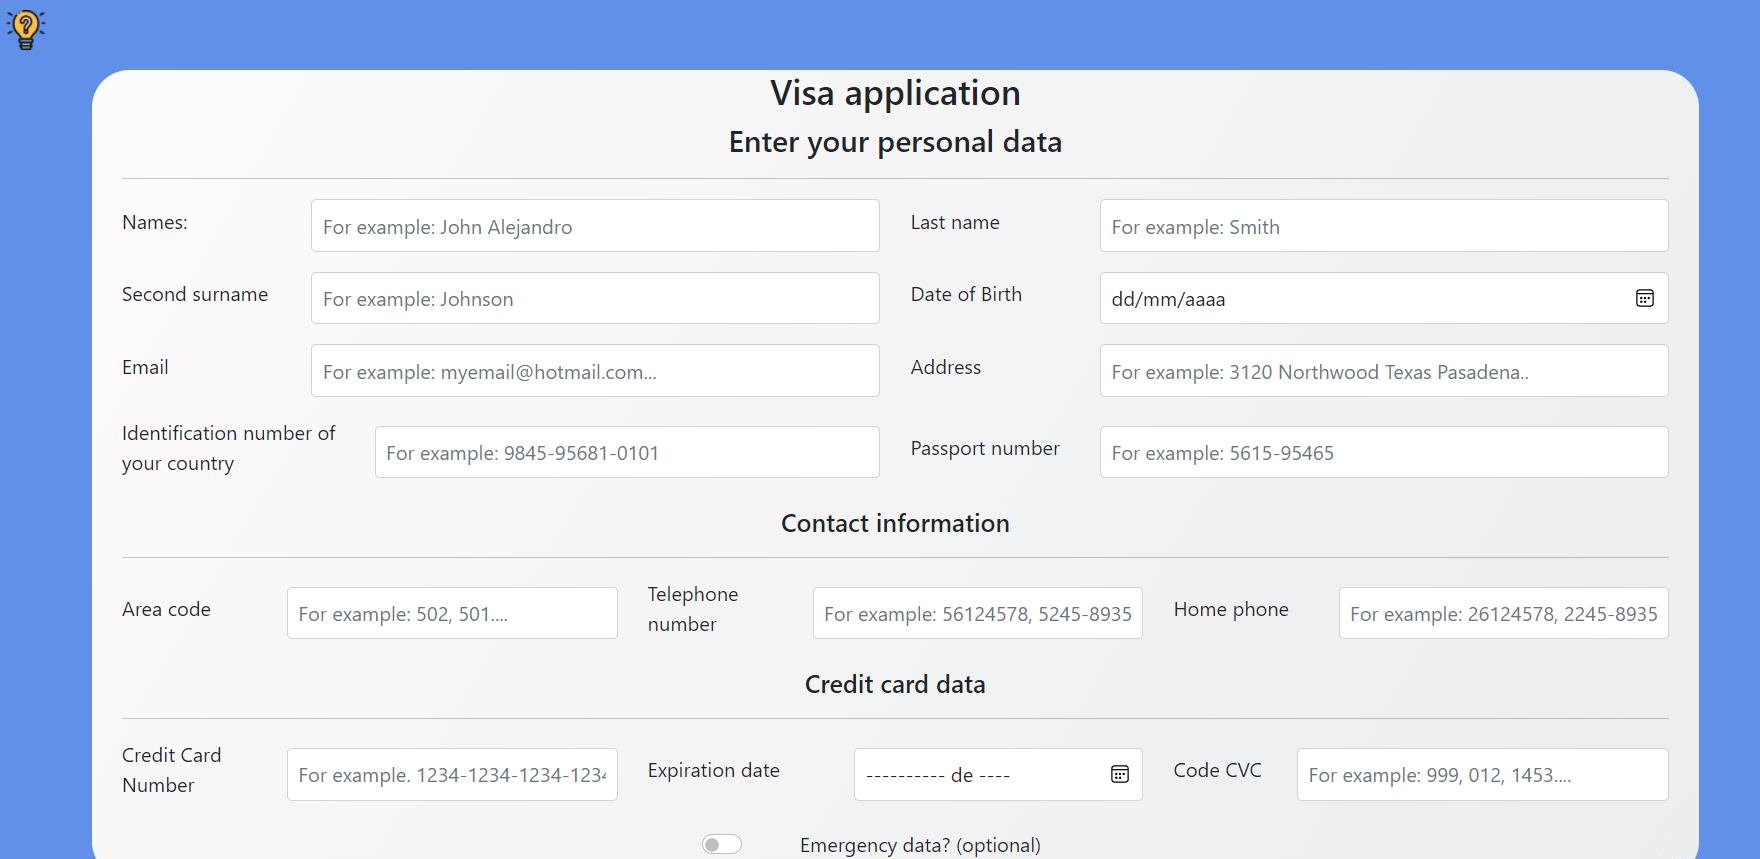 Visa application
Enter your personal data
Names:
For example: John Alejandro
Last name
For example: Smith
Second surname
For example: Johnson
Date of Birth
dd/mm/aaaa
Email
For example: myemail@hotmail.com...
Address
For example: 3120 Northwood Texas Pasadena..
Identification number of
your country
For example: 9845-95681-0101
Passport number
For example: 5615-95465
Contact information
Area code
For example: 502, 501....
Telephone
number
For example: 56124578, 5245-8935
Home phone
For example: 26124578, 2245-8935
Credit card data
Credit Card
Number
For example. 1234-1234-1234-1234
Expiration date
---------- de ----
Code CVC
For example: 999, 012, 1453....
Emergency data? (optional)